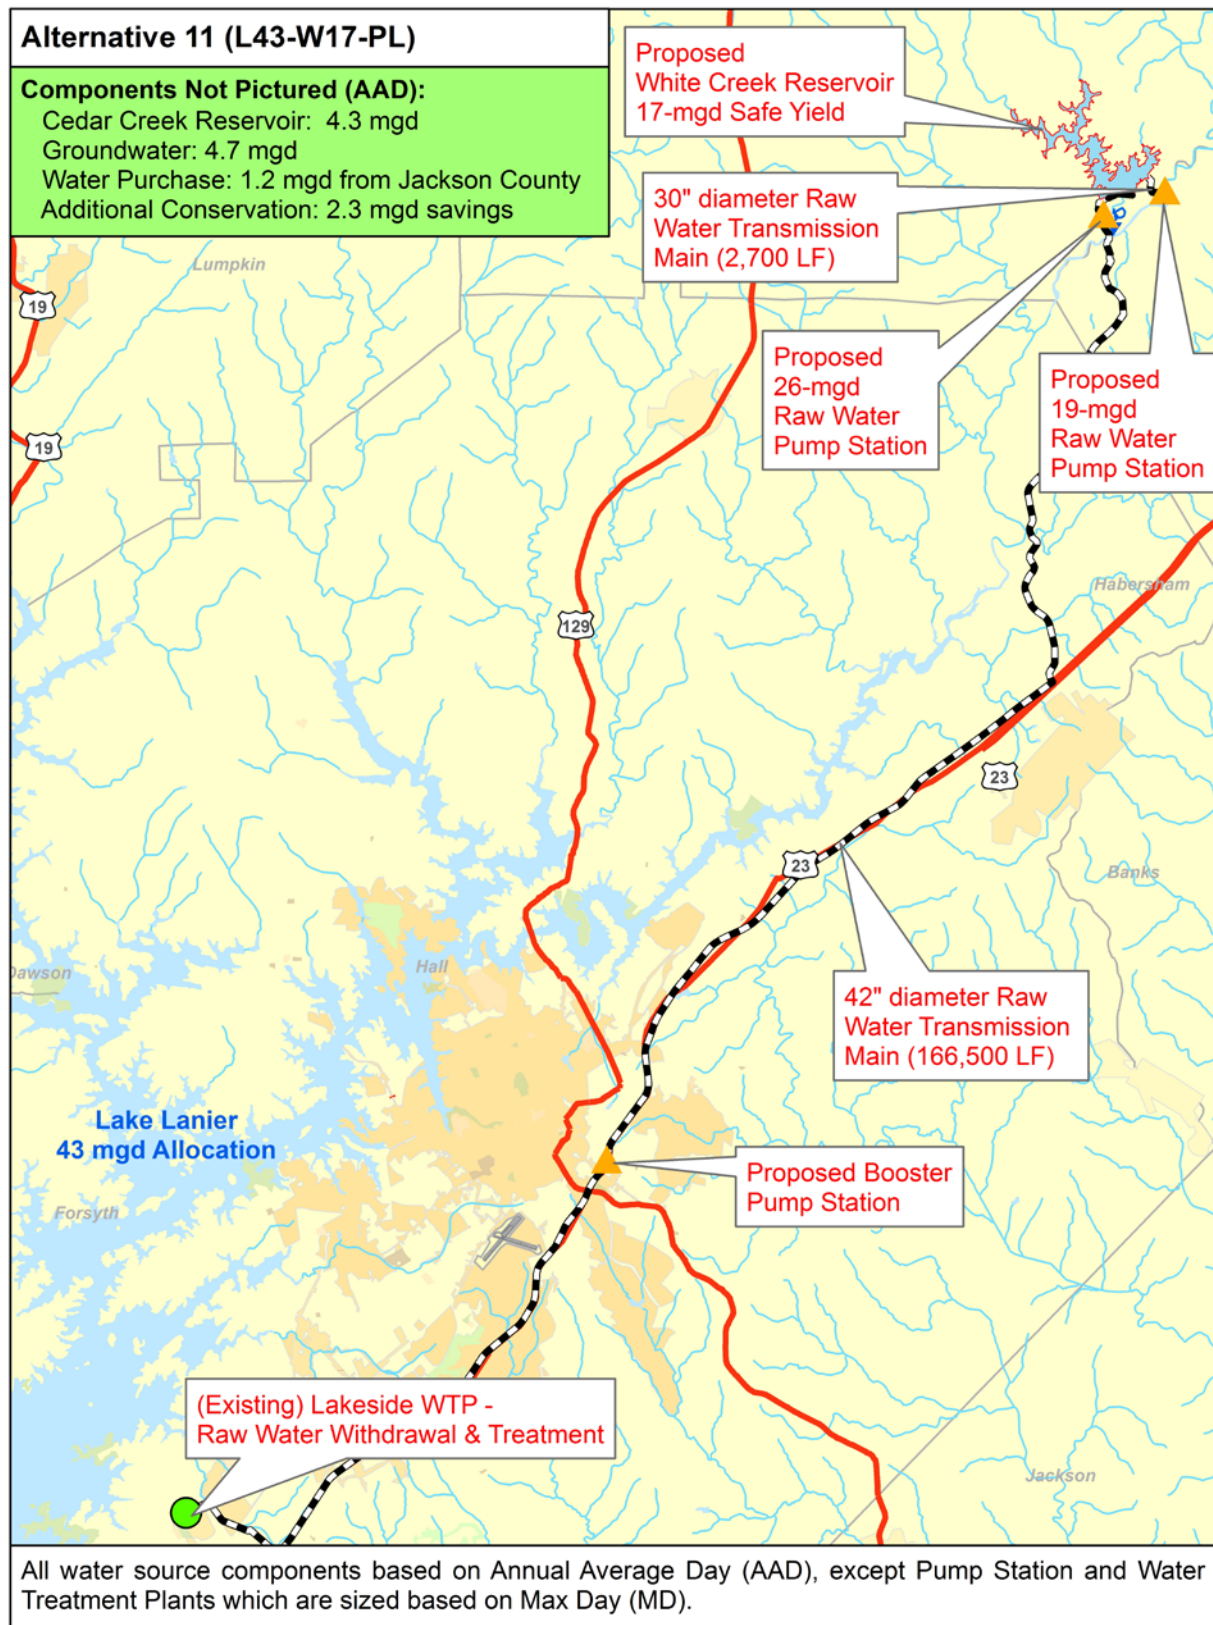 Alternative 11 (L43-W17-PL)
Components Not Pictured (AAD):
Cedar Creek Reservoir: 4.3 mgd
Groundwater: 4.7 mgd
Water Purchase: 1.2 mgd from Jackson County
Additional Conservation: 2.3 mgd savings
Proposed
White Creek Reservoir
17-mgd Safe Yield
30" diameter Raw
Water Transmission
Main (2,700 LF)
Lumpkin
19
Proposed
26-mgd
Raw Water
Pump Station
Proposed
19-mgd
Raw Water
Pump Station
19
Habersham
129
23
23
Banks
Hall
Dawson
42" diameter Raw
Water Transmission
Main (166,500 LF)
Lake Lanier
43 mgd Allocation
Proposed Booster
Pump Station
Forsyth
(Existing) Lakeside WTP -
Raw Water Withdrawal & Treatment
Jackson
All water source components based on Annual Average Day (AAD), except Pump Station and Water
Treatment Plants which are sized based on Max Day (MD).